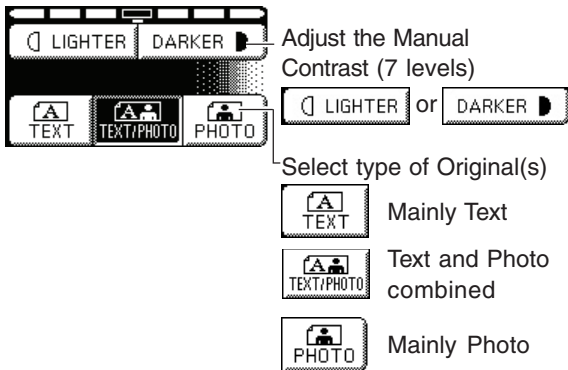 LIGHTER DARKER
Adjust the Manual
Contrast (7 levels)
LIGHTER or DARKER
A TEXT A TEXT/PHOTO PHOTO
Select type of Original(s)
A TEXT Mainly Text
A TEXT/PHOTO Text and Photo
combined
PHOTO Mainly Photo